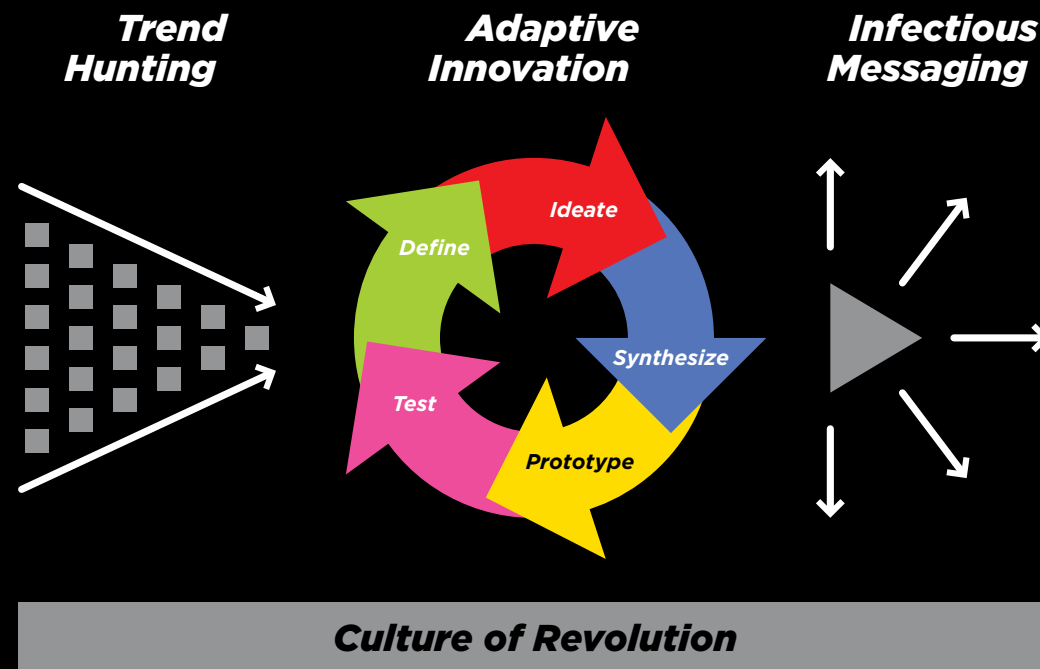 Trend
Hunting
Adaptive
Innovation
Infectious
Messaging
Ideate
Define
Synthesize
Test
Prototype
Culture of Revolution